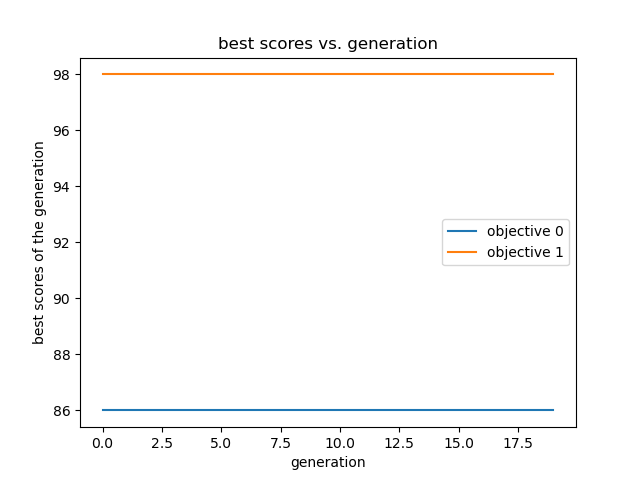 best scores vs. generation
98
96
94
92
90
88
86
best scores of the generation
objective 0
objective 1
0.0 2.5 5.0 7.5 10.0 12.5 15.0 17.5
generation